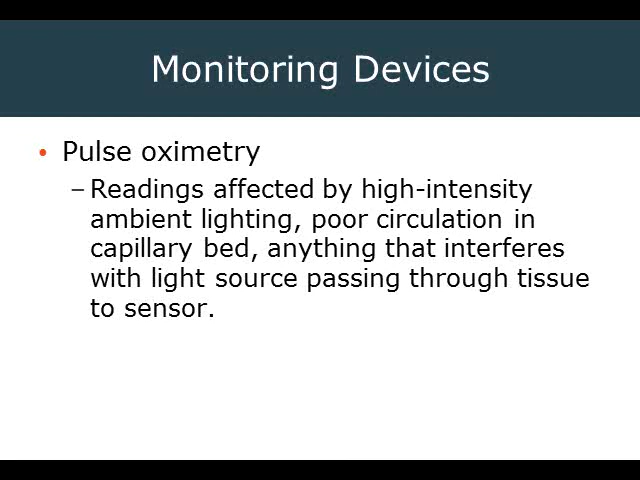 Monitoring Devices
• Pulse oximetry
– Readings affected by high-intensity
ambient lighting, poor circulation in
capillary bed, anything that interferes
with light source passing through tissue
to sensor.